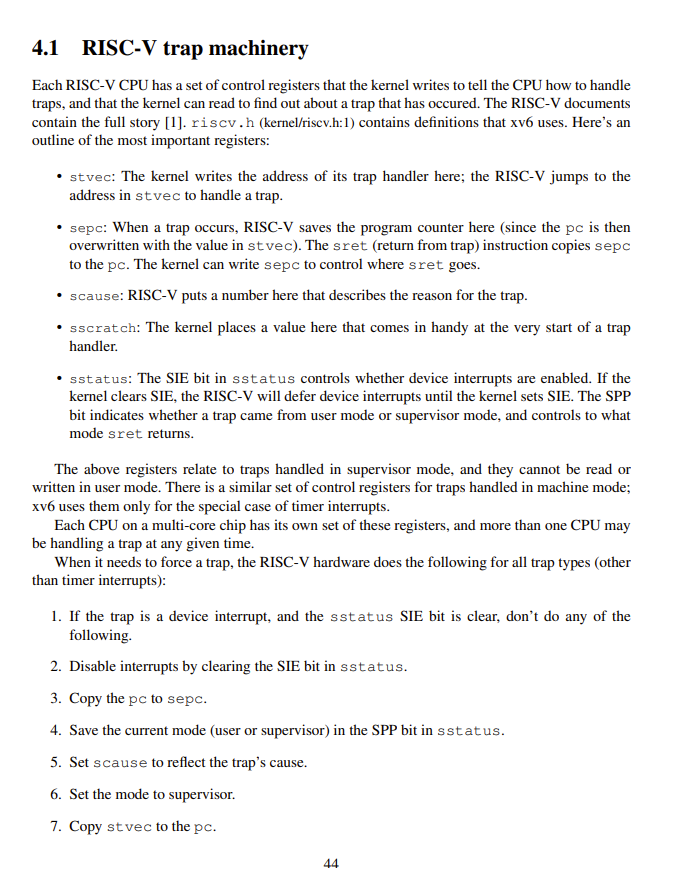 4.1 RISC-V trap machinery
Each RISC-V CPU has a set of control registers that the kernel writes to tell the CPU how to handle
traps, and that the kernel can read to find out about a trap that has occured. The RISC-V documents
contain the full story [1]. riscv.h (kernel/riscv.h:1) contains definitions that xv6 uses. Here's an
outline of the most important registers:
• stvec: The kernel writes the address of its trap handler here; the RISC-V jumps to the
address in stvec to handle a trap.
• sepc: When a trap occurs, RISC-V saves the program counter here (since the pc is then
overwritten with the value in stvec). The sret (return from trap) instruction copies sepc
to the pc. The kernel can write sepc to control where sret goes.
• scause: RISC-V puts a number here that describes the reason for the trap.
• sscratch: The kernel places a value here that comes in handy at the very start of a trap
handler.
• sstatus: The SIE bit in sstatus controls whether device interrupts are enabled. If the
kernel clears SIE, the RISC-V will defer device interrupts until the kernel sets SIE. The SPP
bit indicates whether a trap came from user mode or supervisor mode, and controls to what
mode sret returns.
The above registers relate to traps handled in supervisor mode, and they cannot be read or
written in user mode. There is a similar set of control registers for traps handled in machine mode;
xv6 uses them only for the special case of timer interrupts.
Each CPU on a multi-core chip has its own set of these registers, and more than one CPU may
be handling a trap at any given time.
When it needs to force a trap, the RISC-V hardware does the following for all trap types (other
than timer interrupts):
1. If the trap is a device interrupt, and the sstatus SIE bit is clear, don't do any of the
following.
2. Disable interrupts by clearing the SIE bit in sstatus.
3. Copy the pc to sepc.
4. Save the current mode (user or supervisor) in the SPP bit in sstatus.
5. Set scause to reflect the trap's cause.
6. Set the mode to supervisor.
7. Copy stvec to the pc.
44